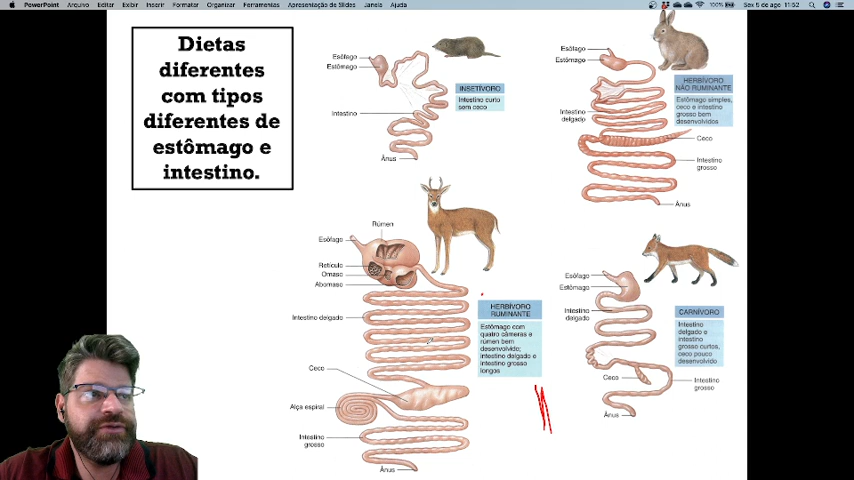 PowerPoint Arquivo Editar Exibir Inserir Formatar Organizar Ferramentas Apresentação de Slides Janela Ajuda
100% Sex 5 de ago 11:52
Dietas
diferentes
com tipos
diferentes de
estômago e
intestino.
Esôfago
Estômago
Intestino
Ânus
INSETÍVORO
Intestino curto
sem ceco
Esôfago
Estômago
Intestino
delgado
Ceco
Intestino
grosso
Ânus
HERBÍVORO
NÃO RUMINANTE
Estômago simples,
ceco e intestino
grosso bem
desenvolvidos
Rúmen
Esôfago
Retículo
Omaso
Abomaso
Intestino delgado
Ceco
Alça espiral
Intestino
grosso
Ânus
HERBÍVORO
RUMINANTE
Estômago com
quatro câmeras e
rúmen bem
desenvolvido;
intestino delgado e
intestino grosso
longos
Esôfago
Estômago
Intestino
delgado
Ceco
Intestino
grosso
Ânus
CARNÍVORO
Intestino
delgado e
intestino
grosso curtos,
ceco pouco
desenvolvido